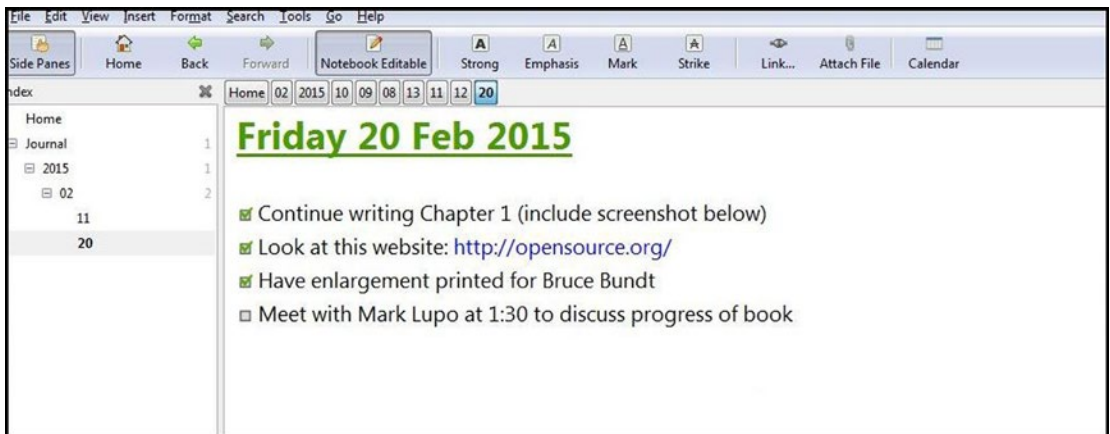 File Edit View Insert Format Search Tools Go Help
Side Panes Home Back Forward Notebook Editable Strong Emphasis Mark Strike Link... Attach File Calendar
ndex Home 02 2015 10 09 08 13 11 12 20
Home
Journal 1
2015 1
02 2
11
20
Friday 20 Feb 2015
Continue writing Chapter 1 (include screenshot below)
Look at this website: http://opensource.org/
Have enlargement printed for Bruce Bundt
Meet with Mark Lupo at 1:30 to discuss progress of book